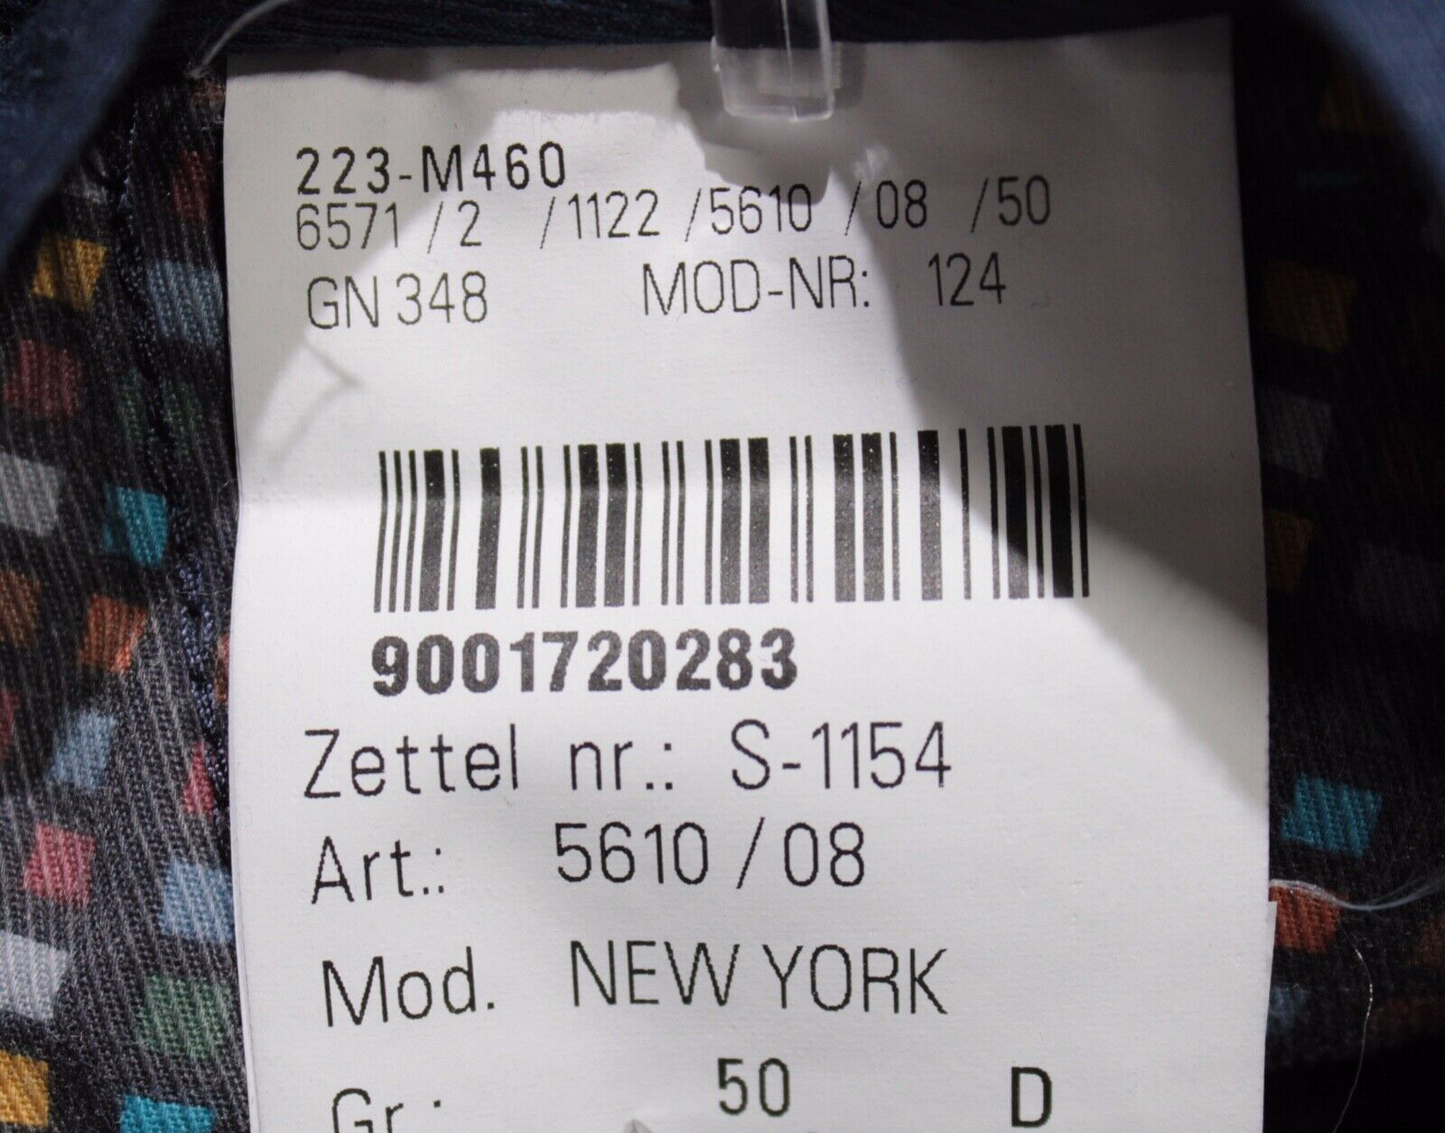 223-M460
6571 / 2 / 1122 / 5610 / 08 / 50
GN 348 MOD-NR: 124
9001720283
Zettel nr.: S-1154
Art.: 5610 / 08
Mod. NEW YORK
Gr.: 50 D